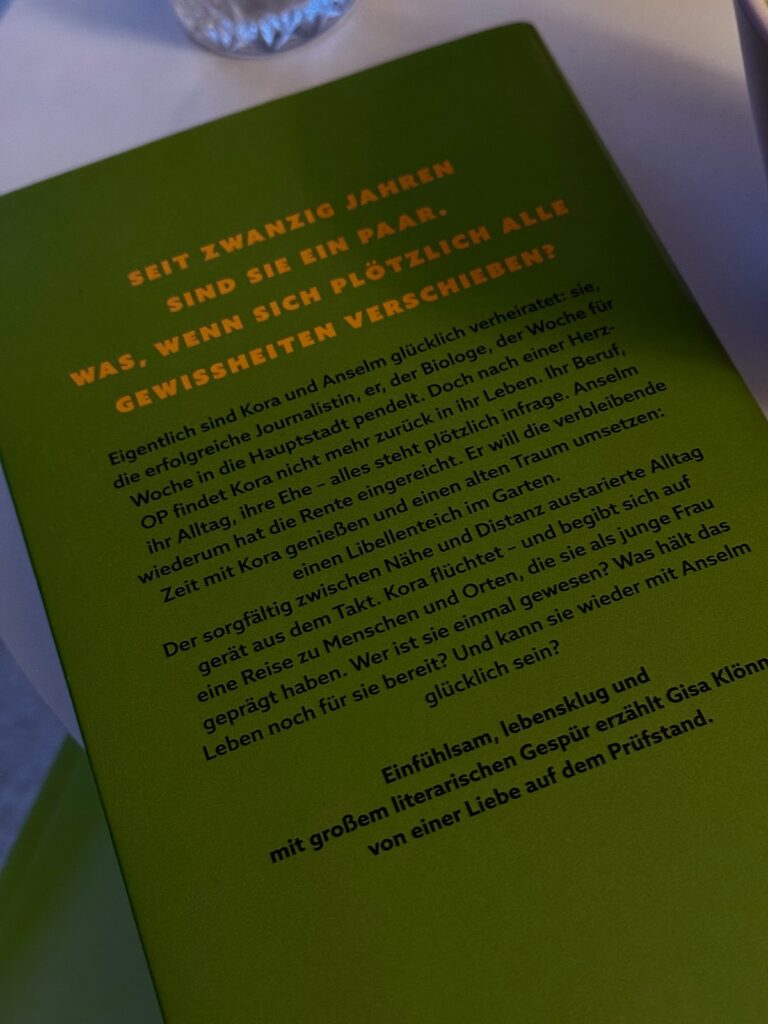 SEIT ZWANZIG JAHREN
SIND SIE EIN PAAR.
WAS, WENN SICH PLÖTZLICH ALLE
GEWISSHEITEN VERSCHIEBEN?
Eigentlich sind Kora und Anselm glücklich verheiratet: sie,
die erfolgreiche Journalistin, er, der Biologe, der Woche für
Woche in die Hauptstadt pendelt. Doch nach einer Herz-
OP findet Kora nicht mehr zurück in ihr Leben. Ihr Beruf,
ihr Alltag, ihre Ehe – alles steht plötzlich infrage. Anselm
wiederum hat die Rente eingereicht. Er will die verbleibende
Zeit mit Kora genießen und einen alten Traum umsetzen:
einen Libellenteich im Garten.
Der sorgfältig zwischen Nähe und Distanz austarierte Alltag
gerät aus dem Takt. Kora flüchtet – und begibt sich auf
eine Reise zu Menschen und Orten, die sie als junge Frau
geprägt haben. Wer ist sie einmal gewesen? Was hält das
Leben noch für sie bereit? Und kann sie wieder mit Anselm
glücklich sein?
Einfühlsam, lebensklug und
mit großem literarischen Gespür erzählt Gisa Klönn
von einer Liebe auf dem Prüfstand.